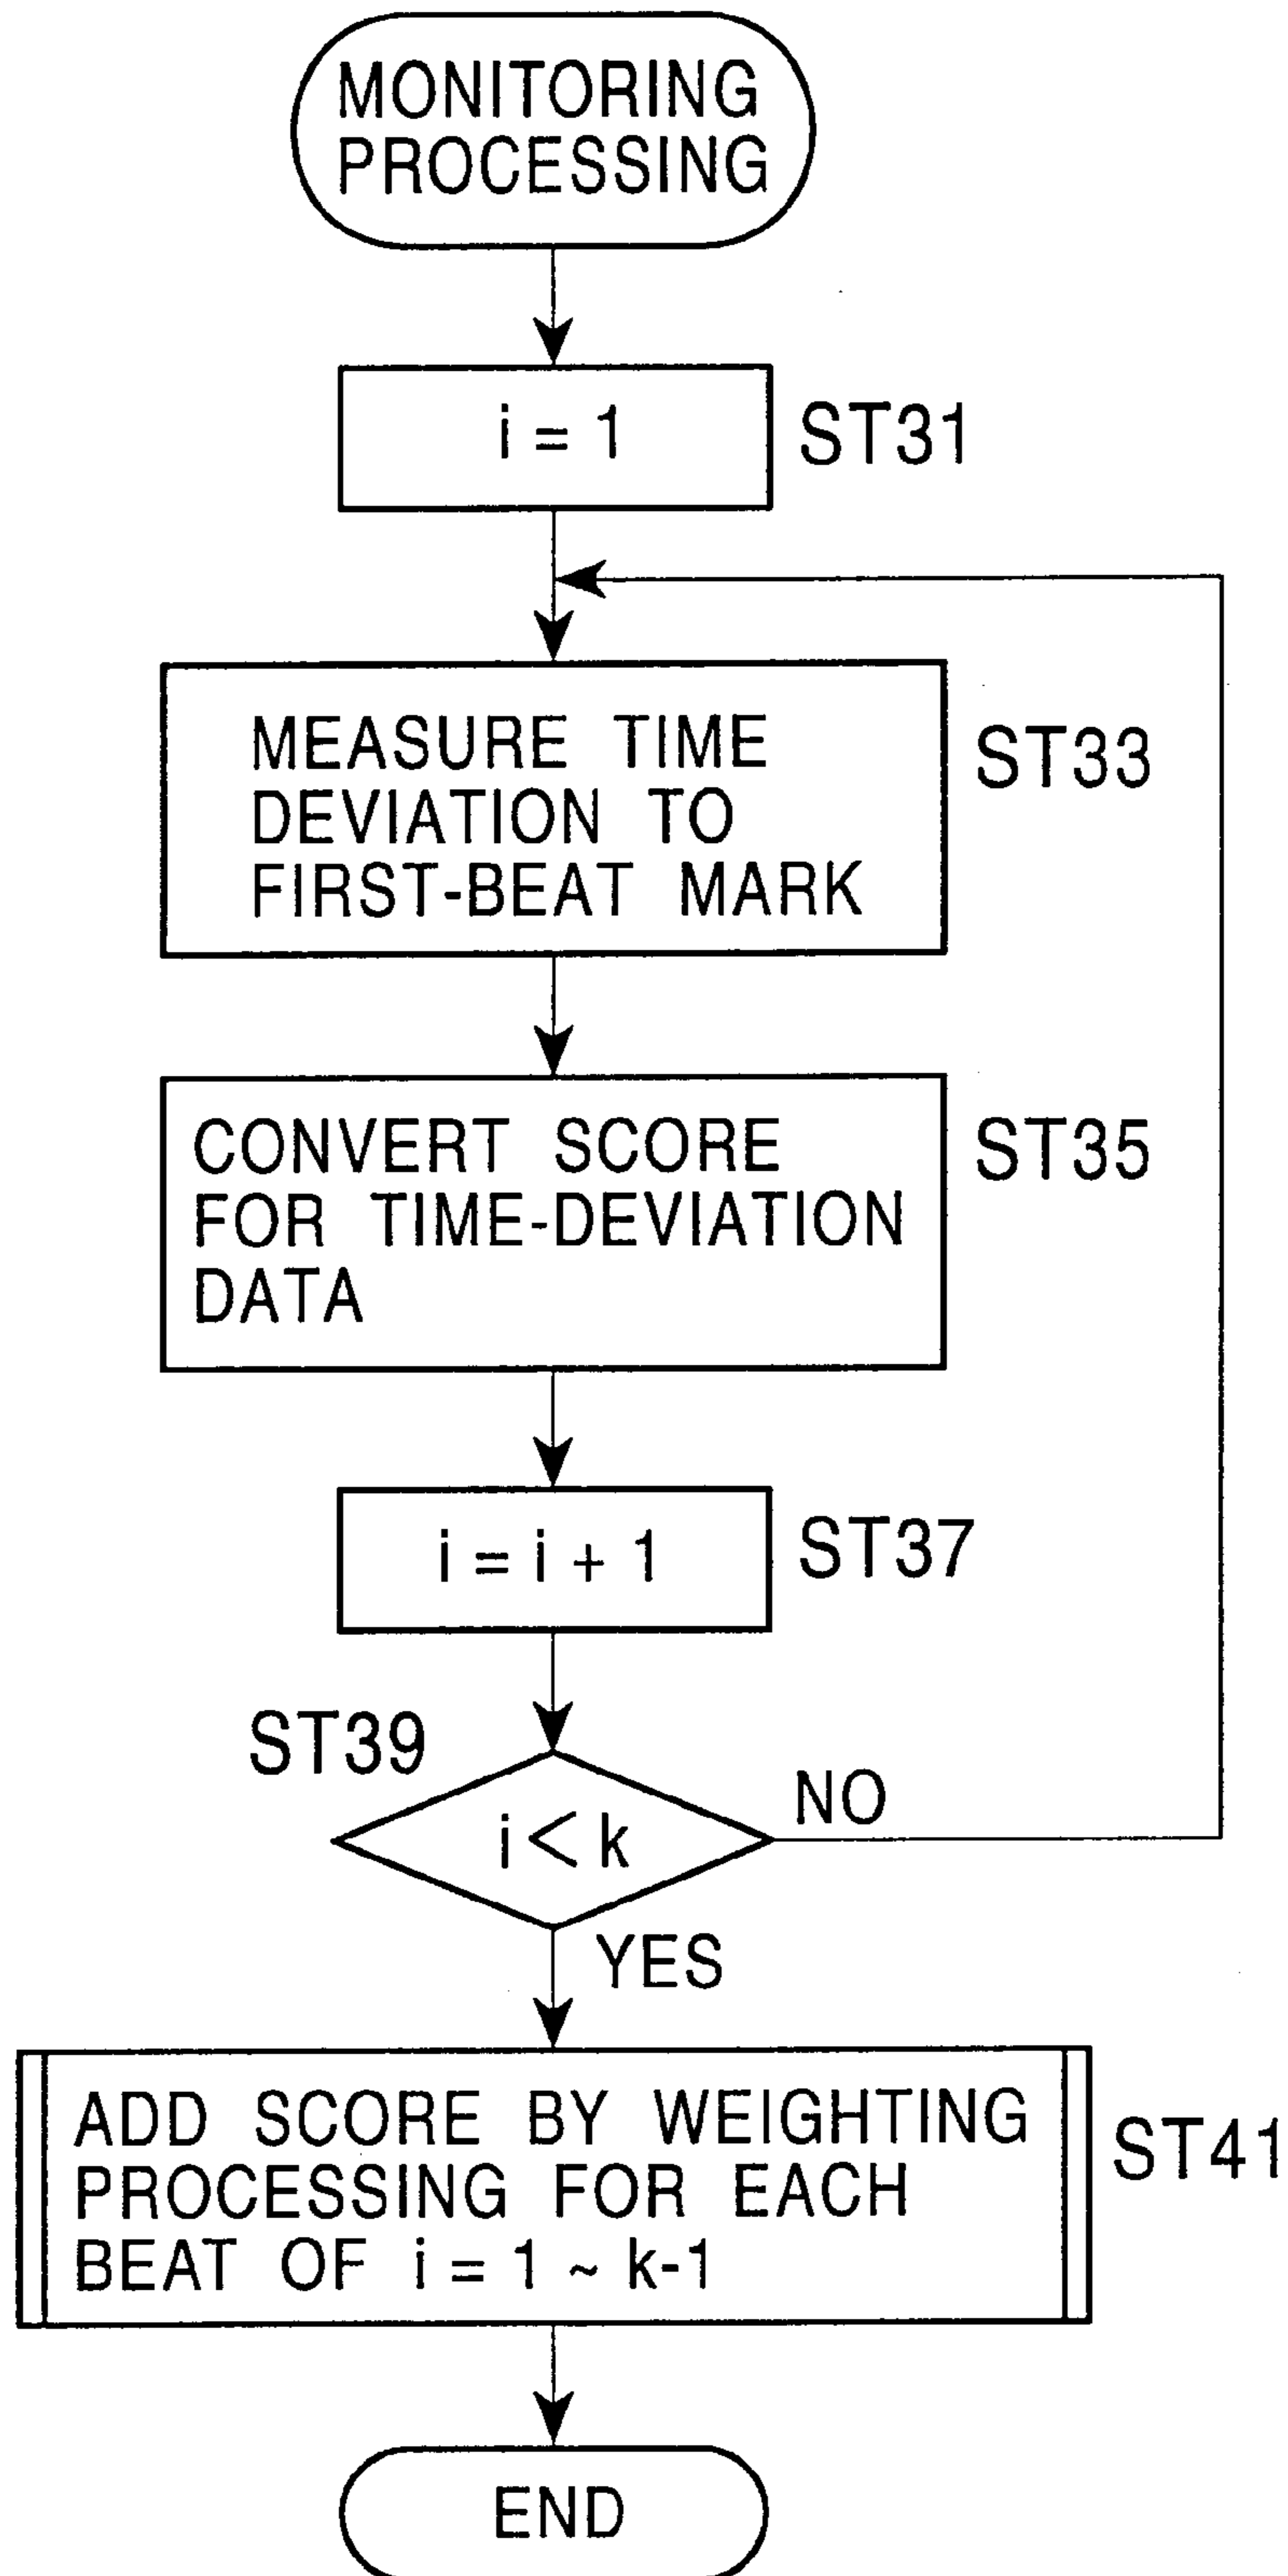 MONITORING
PROCESSING
i = 1
ST31
MEASURE TIME
DEVIATION TO
FIRST-BEAT MARK
ST33
CONVERT SCORE
FOR TIME-DEVIATION
DATA
ST35
i = i + 1
ST37
ST39
i < k
NO
YES
ADD SCORE BY WEIGHTING
PROCESSING FOR EACH
BEAT OF i = 1 ~ k-1
ST41
END